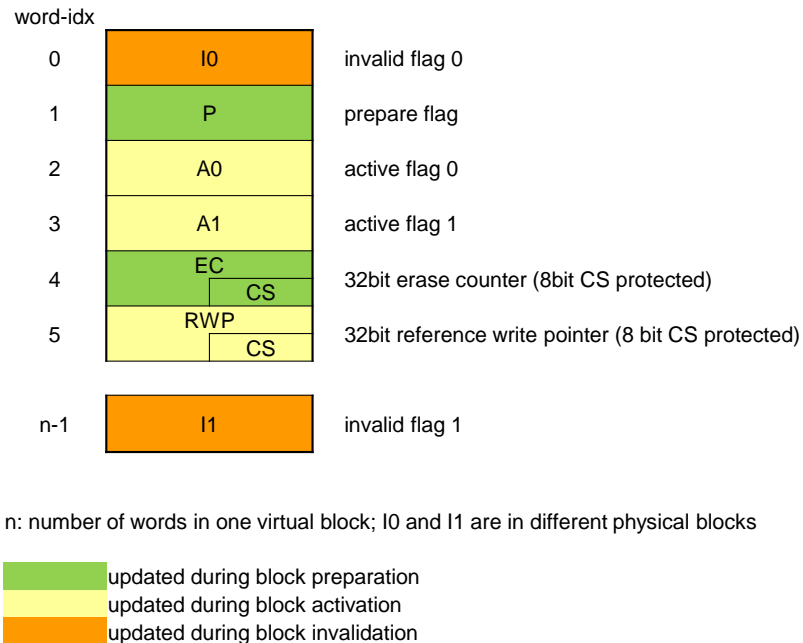 word-idx
0 I0 invalid flag 0
1 P prepare flag
2 A0 active flag 0
3 A1 active flag 1
4 EC CS 32bit erase counter (8bit CS protected)
5 RWP CS 32bit reference write pointer (8 bit CS protected)
n-1 I1 invalid flag 1
n: number of words in one virtual block; I0 and I1 are in different physical blocks
updated during block preparation
updated during block activation
updated during block invalidation